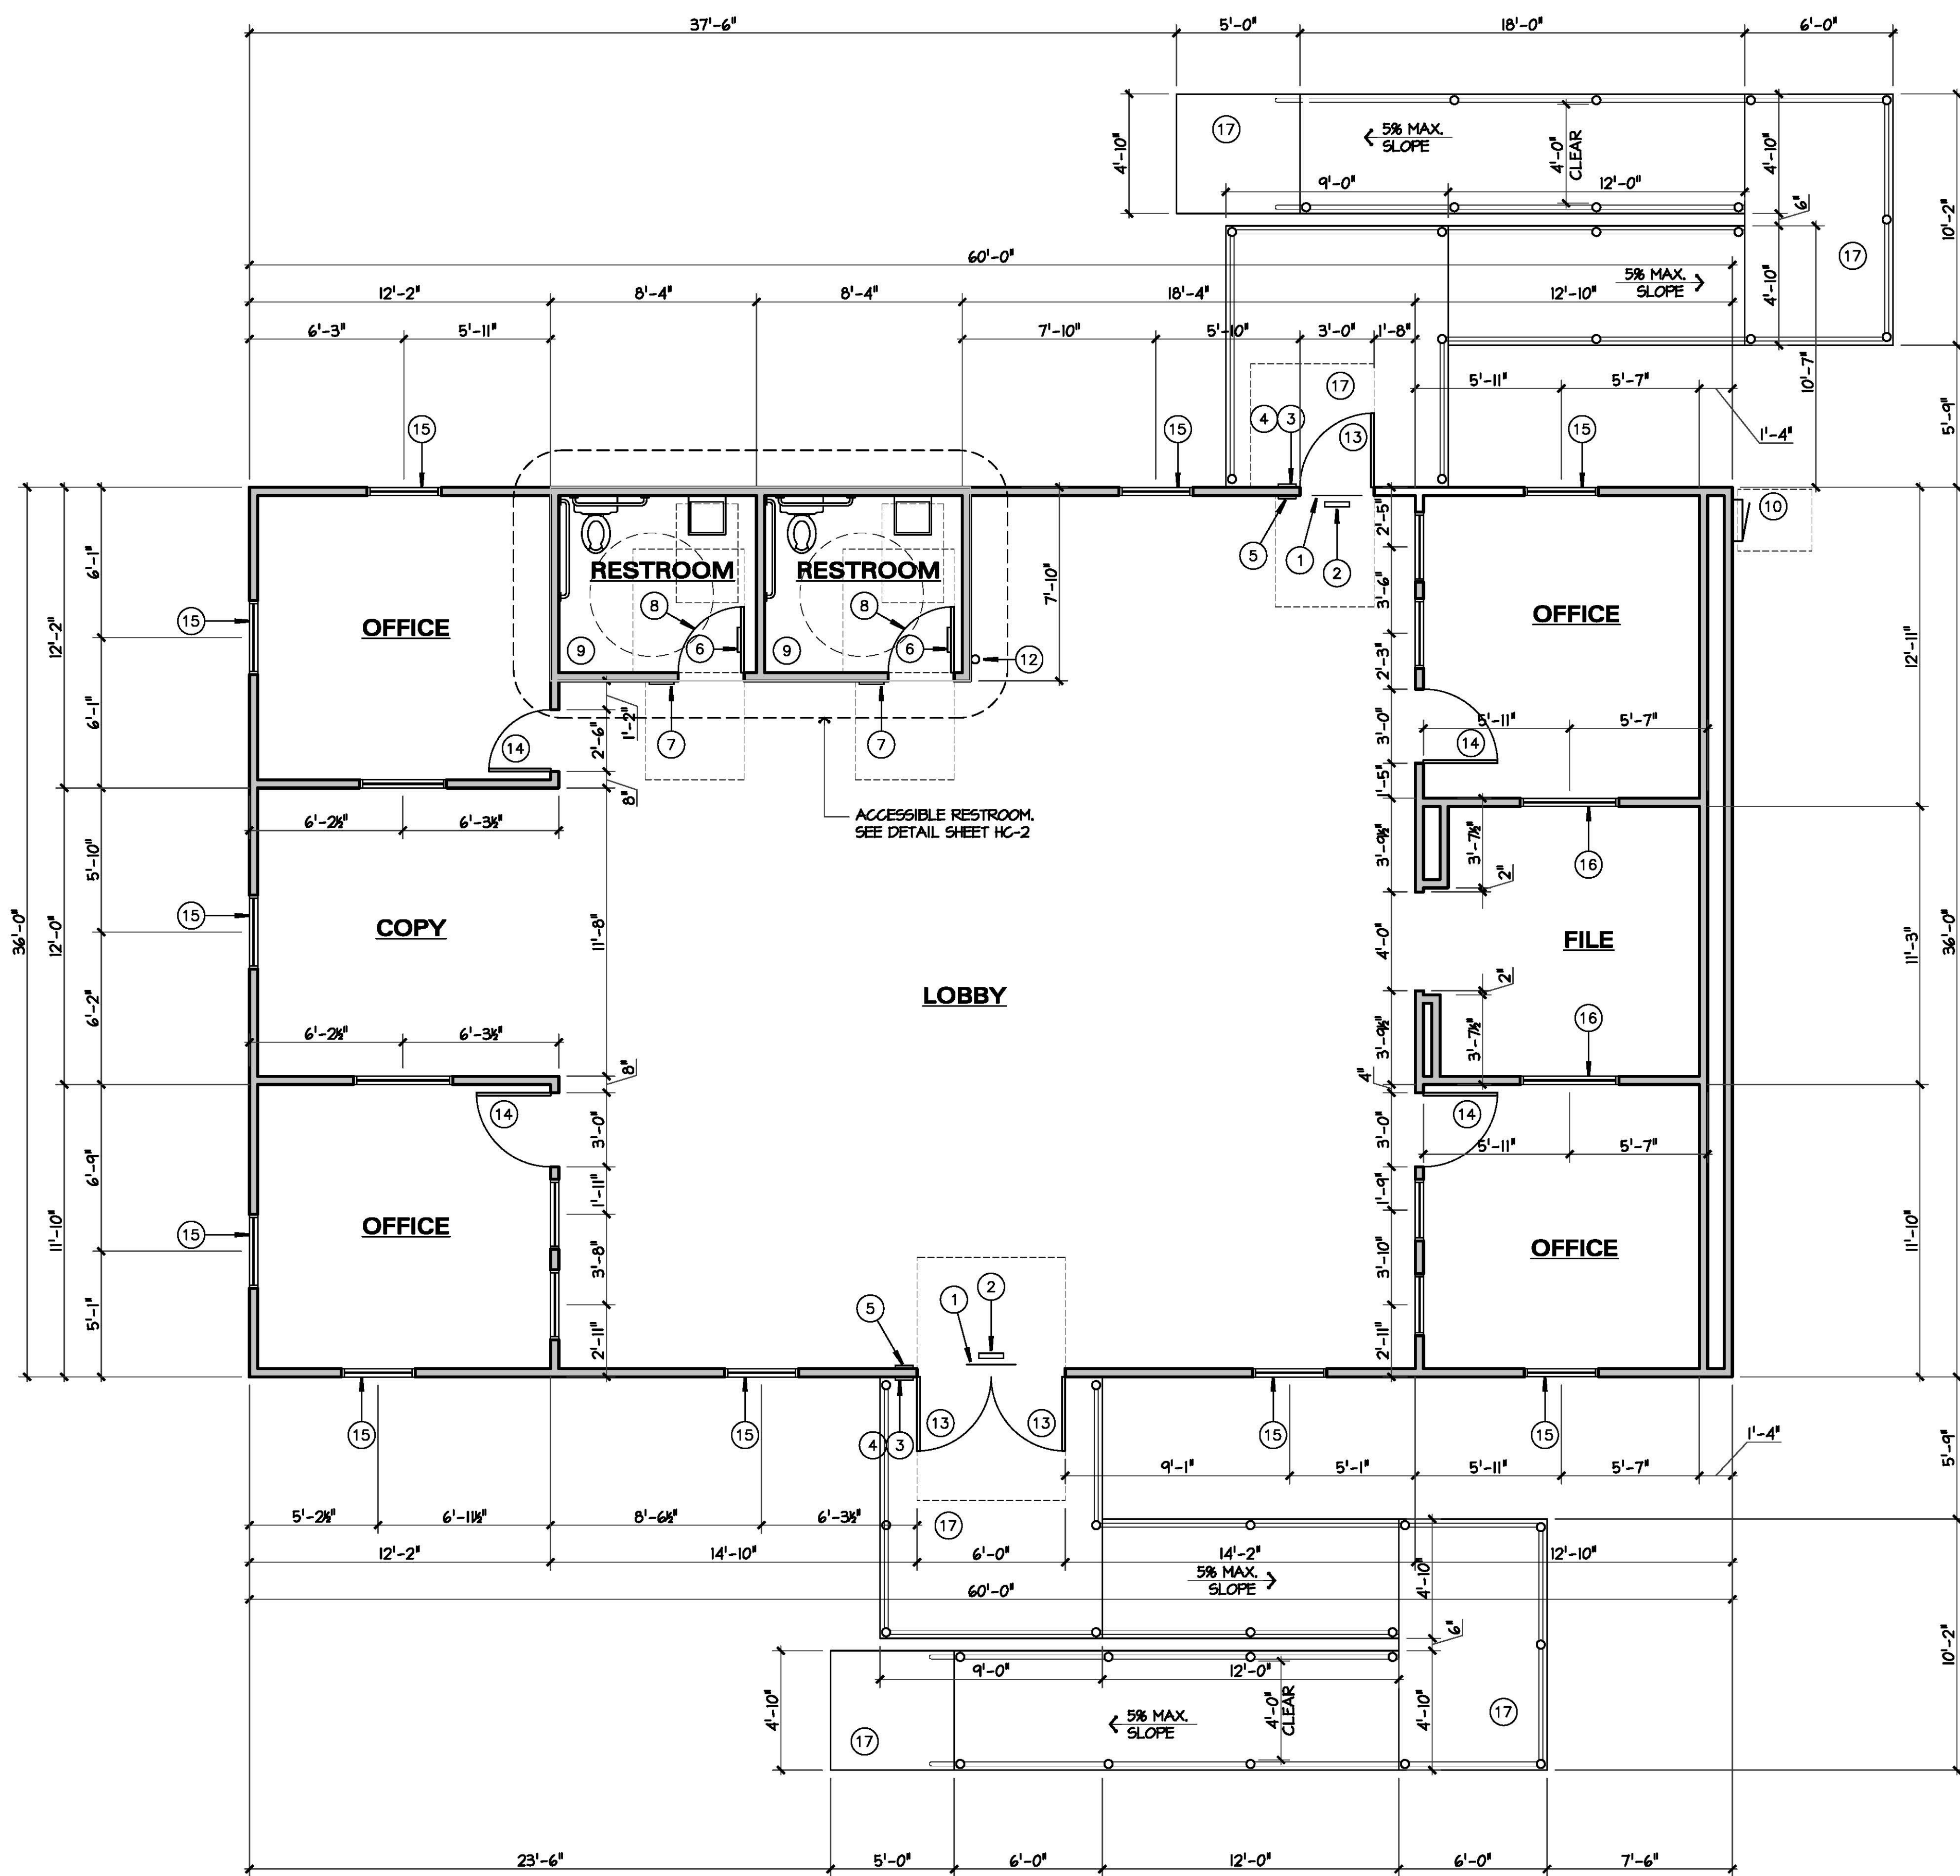 37'-6" 5'-0" 18'-0" 6'-0"
17
5% MAX.
SLOPE
4'-10"
4'-0"
CLEAR
4'-10"
9'-0" 12'-0"
6"
10'-2"
60'-0"
17
5% MAX.
SLOPE
4'-10"
12'-2" 8'-4" 8'-4" 18'-4" 12'-10"
6'-3" 5'-11" 7'-10" 5'-10" 3'-0" 1'-8"
10'-7"
17
5'-11" 5'-7"
5'-9"
15 15 4 3 13 15 1'-4"
2'-5"
10
5 1 2
6'-1"
RESTROOM RESTROOM
7'-10"
3'-6"
8 8
OFFICE OFFICE
15
12'-2"
9 6 9 6 12
2'-3"
12'-11"
6'-1"
1'-2"
2'-6"
14 7 7
3'-0"
5'-11" 5'-7"
14
8"
1'-5"
ACCESSIBLE RESTROOM.
SEE DETAIL SHEET HC-2
6'-2½" 6'-3½"
5'-10"
3'-9½"
3'-7½"
2"
16
15
COPY
36'-0"
12'-0"
11'-8"
4'-0"
FILE
11'-3"
36'-0"
LOBBY
6'-2"
2"
16
6'-2½" 6'-3½"
8"
3'-9½"
3'-7½"
4"
14
3'-0"
3'-0"
14
5'-11" 5'-7"
6'-9"
1'-11"
1'-9"
15
OFFICE
11'-10"
3'-8"
3'-10"
OFFICE
11'-10"
5'-1"
2'-11"
5 1 2
2'-11"
15 15 4 3 13 13 15 15
1'-4"
5'-9"
9'-1" 5'-1" 5'-11" 5'-7"
5'-2½" 6'-11½" 8'-6½" 6'-3½" 17
12'-2" 14'-10" 6'-0" 14'-2" 12'-10"
5% MAX.
SLOPE
4'-10"
60'-0"
6"
10'-2"
9'-0" 12'-0"
4'-10"
4'-0"
CLEAR
4'-10"
17
5% MAX.
SLOPE
17
23'-6" 5'-0" 6'-0" 12'-0" 6'-0" 7'-6"